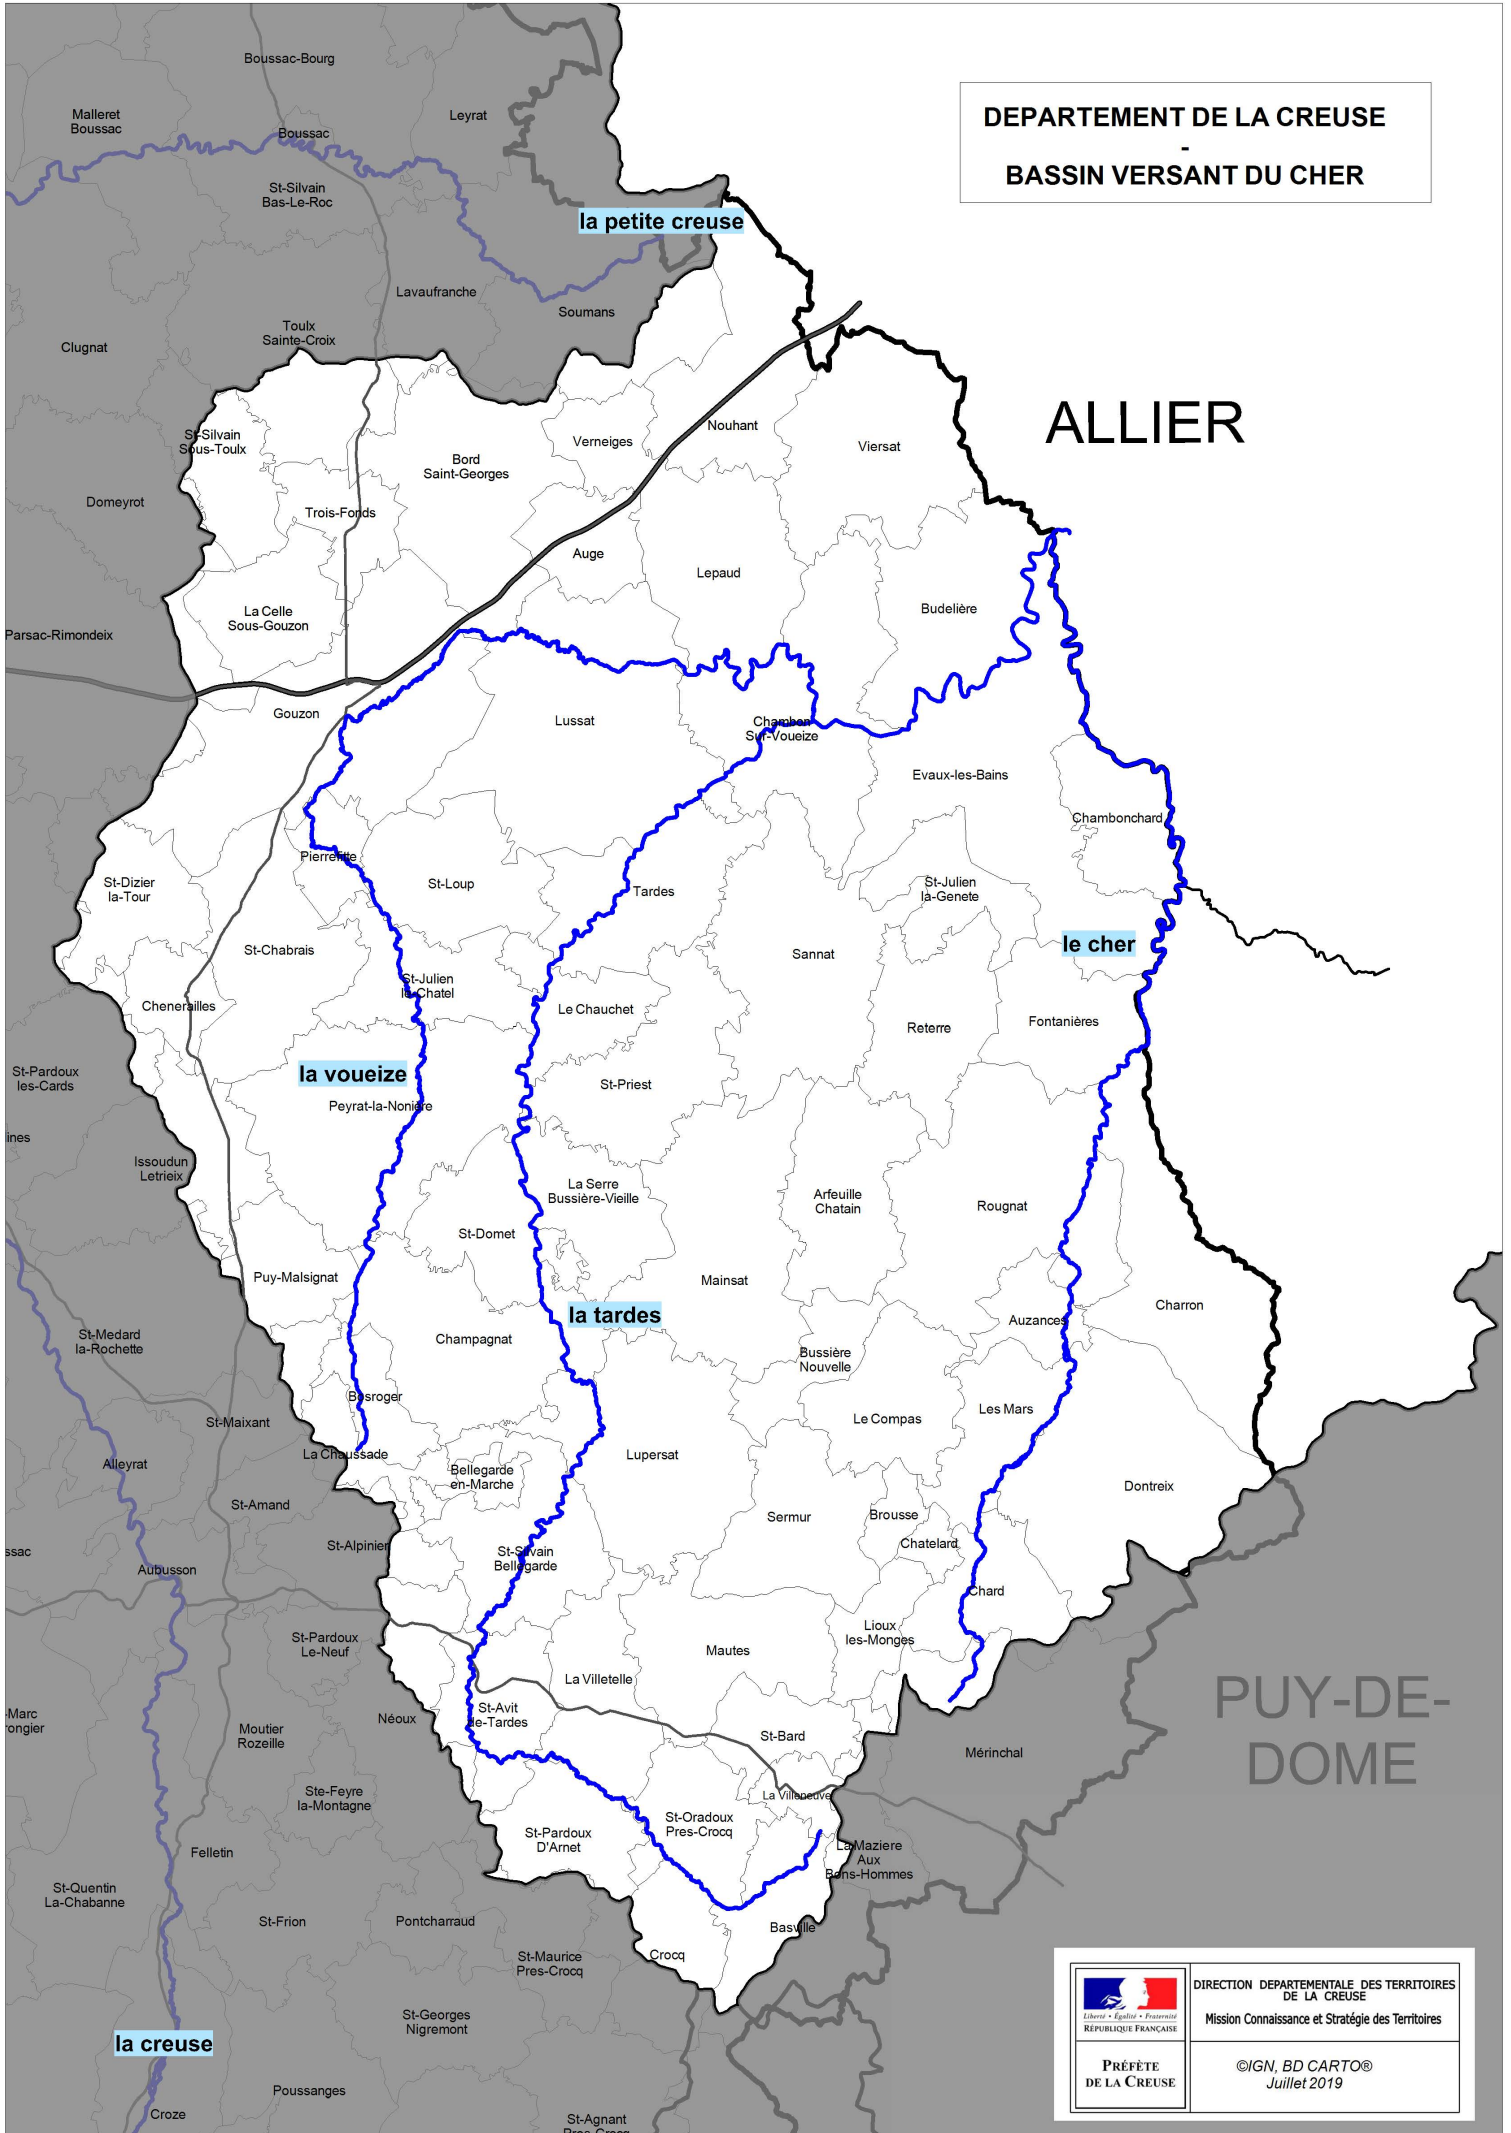 DEPARTEMENT DE LA CREUSE
-
BASSIN VERSANT DU CHER
Boussac-Bourg
Malleret
Boussac
Leyrat
Boussac
St-Silvain
Bas-Le-Roc
la petite creuse
Lavaufranche
Soumans
Toulx
Sainte-Croix
Clugnat
ALLIER
St-Silvain
Sous-Toulx
Verneiges
Nouhant
Viersat
Bord
Saint-Georges
Domeyrot
Trois-Fonds
Auge
Lepaud
Budelière
La Celle
Sous-Gouzon
Parsac-Rimondeix
Gouzon
Lussat
Chambon
Sur-Voueize
Evaux-les-Bains
Chambonchard
Pierrefitte
St-Dizier
la-Tour
St-Loup
Tardes
St-Julien
la-Genete
St-Chabrais
Sannat
le cher
St-Julien
le-Chatel
Chenerailles
Le Chauchet
Reterre
Fontanières
St-Pardoux
les-Cards
la voueize
St-Priest
Peyrat-la-Nonière
ines
Issoudun
Letrieix
La Serre
Bussière-Vieille
Arfeuille
Chatain
Rougnat
St-Domet
Puy-Malsignat
Mainsat
Charron
la tardes
Auzances
St-Medard
la-Rochette
Champagnat
Bussière
Nouvelle
Bosroger
Les Mars
St-Maixant
Le Compas
La Chaussade
Lupersat
Alleyrat
Bellegarde
en-Marche
Dontreix
St-Amand
Sermur
Brousse
St-Alpinier
Chatelard
ssac
St-Silvain
Bellegarde
Aubusson
Chard
St-Pardoux
Le-Neuf
Lioux
les-Monges
Mautes
La Villetelle
PUY-DE-
DOME
-Marc
rongier
Néoux
St-Avit
de-Tardes
Moutier
Rozeille
St-Bard
Mérinchal
Ste-Feyre
la-Montagne
La Villeneuve
St-Oradoux
Pres-Crocq
St-Pardoux
D'Arnet
Felletin
La Maziere
Aux
Bons-Hommes
St-Quentin
La-Chabanne
St-Frion
Pontcharraud
Basville
Crocq
St-Maurice
Pres-Crocq
St-Georges
Nigremont
la creuse
Poussanges
Croze
St-Agnant
Pres-Crocq
Liberté • Égalité • Fraternité
RÉPUBLIQUE FRANÇAISE
PRÉFÈTE
DE LA CREUSE
DIRECTION DEPARTEMENTALE DES TERRITOIRES
DE LA CREUSE
Mission Connaissance et Stratégie des Territoires
©IGN, BD CARTO®
Juillet 2019